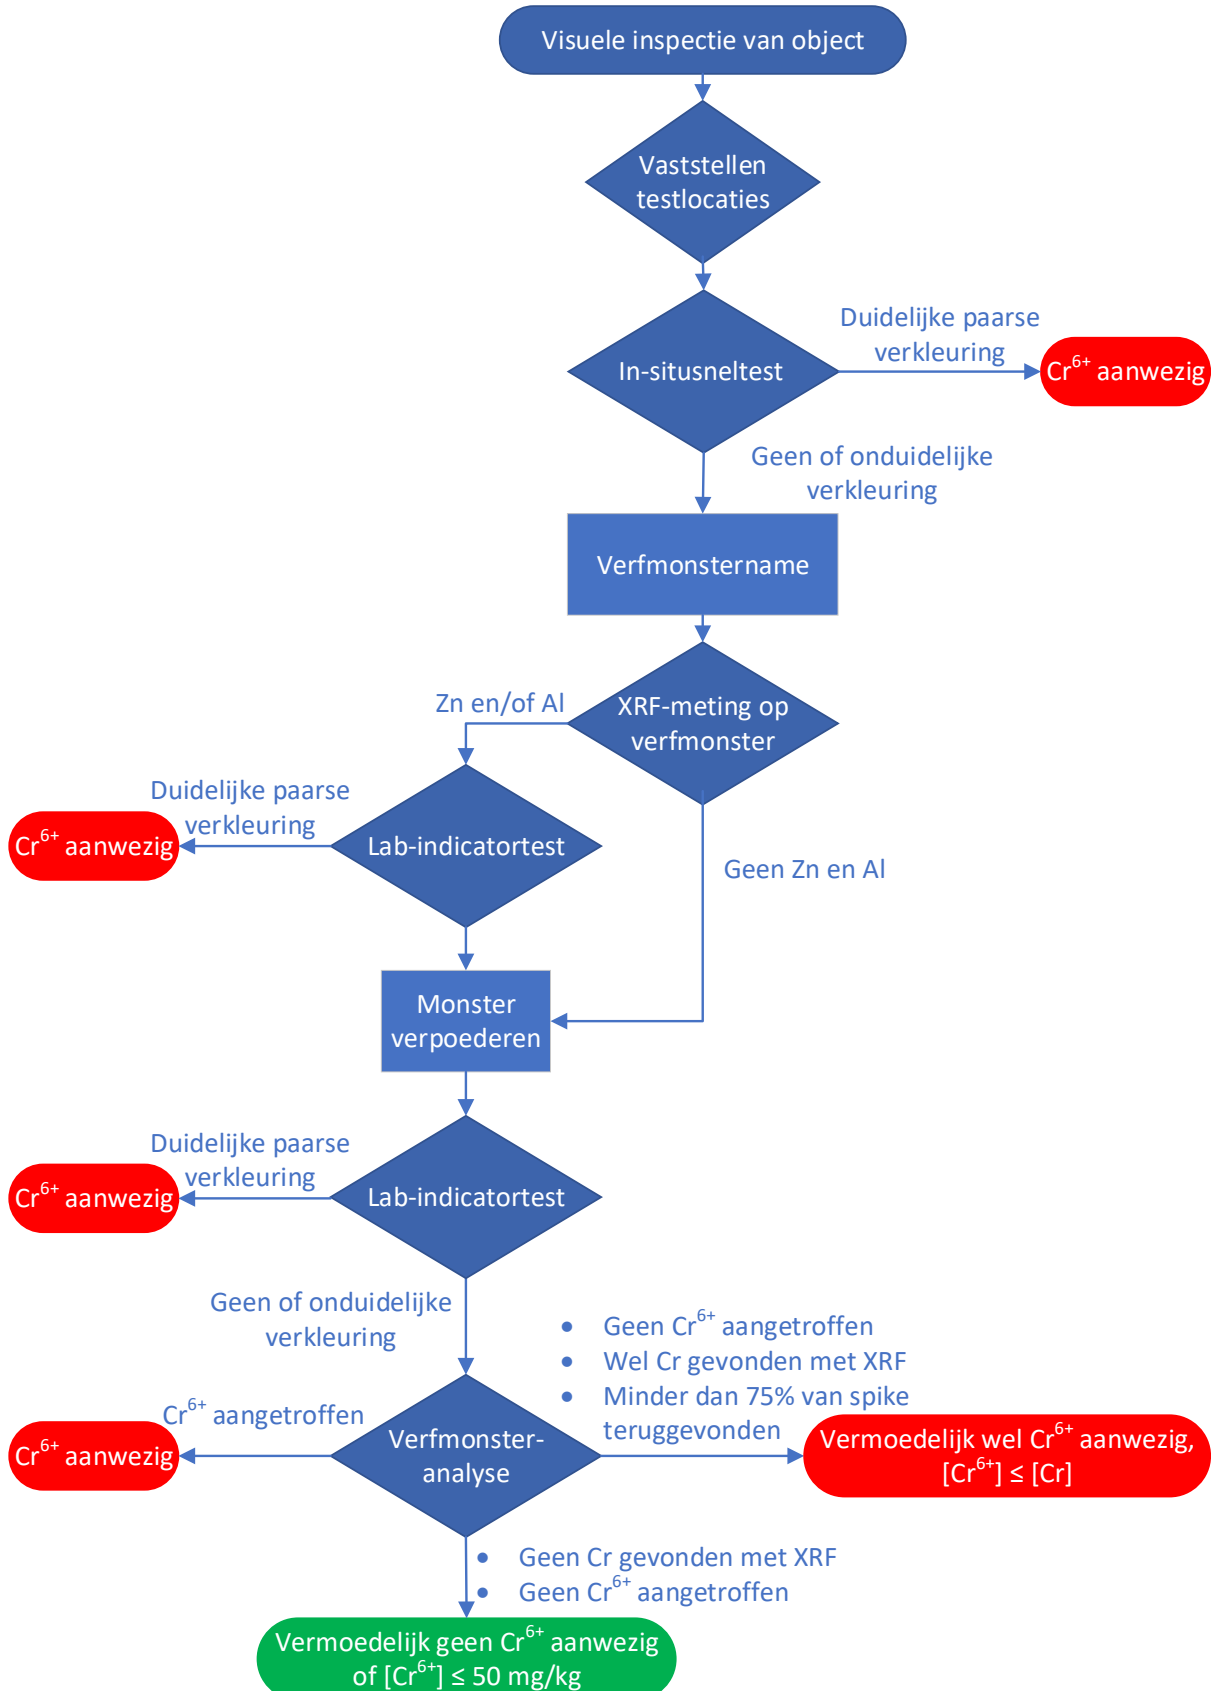 Visuele inspectie van object
Vaststellen
testlocaties
Duidelijke paarse
verkleuring
In-situsneltest
Cr⁶⁺ aanwezig
Geen of onduidelijke
verkleuring
Verfmonstername
Zn en/of Al
XRF-meting op
verfmonster
Duidelijke paarse
verkleuring
Cr⁶⁺ aanwezig
Lab-indicatortest
Geen Zn en Al
Monster
verpoederen
Duidelijke paarse
verkleuring
Cr⁶⁺ aanwezig
Lab-indicatortest
Geen of onduidelijke
verkleuring
• Geen Cr⁶⁺ aangetroffen
• Wel Cr gevonden met XRF
• Minder dan 75% van spike
teruggevonden
Cr⁶⁺ aangetroffen
Cr⁶⁺ aanwezig
Verfmonster-
analyse
Vermoedelijk wel Cr⁶⁺ aanwezig,
[Cr⁶⁺] ≤ [Cr]
• Geen Cr gevonden met XRF
• Geen Cr⁶⁺ aangetroffen
Vermoedelijk geen Cr⁶⁺ aanwezig
of [Cr⁶⁺] ≤ 50 mg/kg